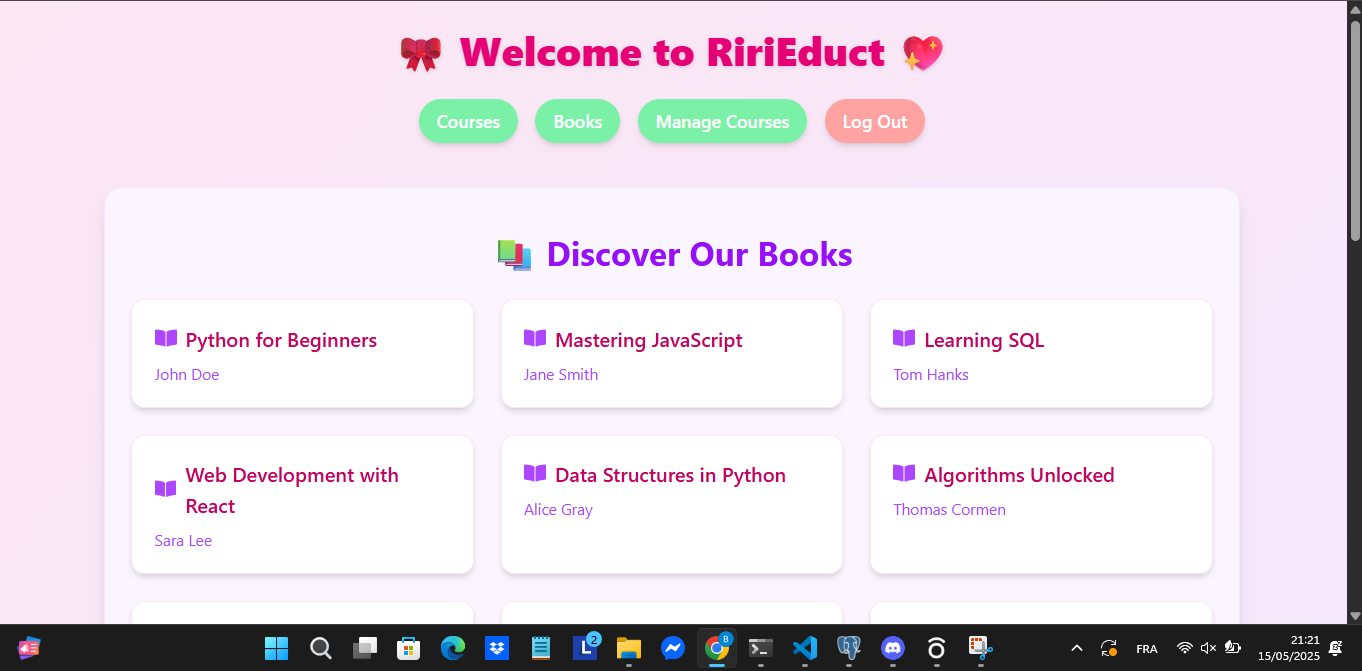 Welcome to RiriEduct
Courses Books Manage Courses Log Out
Discover Our Books
Python for Beginners
John Doe
Mastering JavaScript
Jane Smith
Learning SQL
Tom Hanks
Web Development with
React
Sara Lee
Data Structures in Python
Alice Gray
Algorithms Unlocked
Thomas Cormen
L 2
8
FRA
21:21
15/05/2025